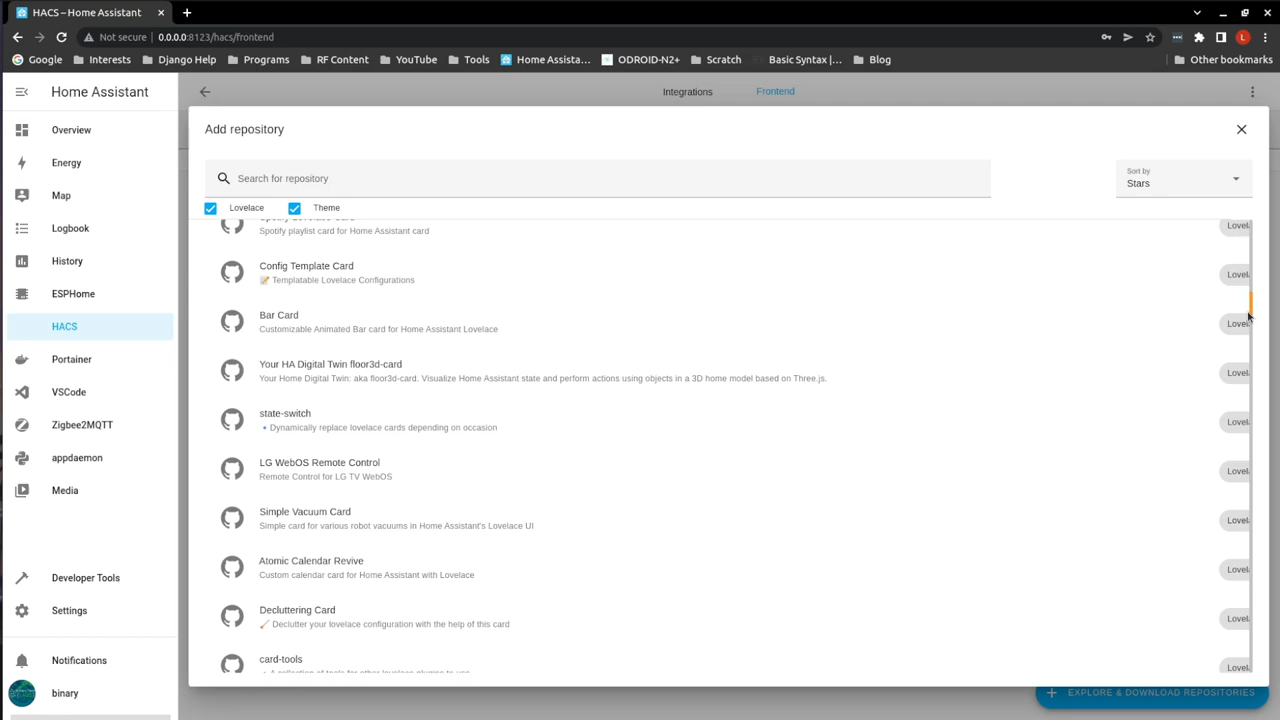 HACS – Home Assistant
Not secure | 0.0.0.0:8123/hacs/frontend
L
Google Interests Django Help Programs RF Content YouTube Tools Home Assista... ODROID-N2+ Scratch Basic Syntax |... Blog Other bookmarks
Home Assistant
Integrations Frontend
Overview
Energy
Map
Logbook
History
ESPHome
HACS
Portainer
VSCode
Zigbee2MQTT
appdaemon
Media
Developer Tools
Settings
Notifications
binary
Add repository
Search for repository
Sort by
Stars
Lovelace Theme
Spotify playlist card for Home Assistant card
Config Template Card
Templatable Lovelace Configurations
Bar Card
Customizable Animated Bar card for Home Assistant Lovelace
Your HA Digital Twin floor3d-card
Your Home Digital Twin: aka floor3d-card. Visualize Home Assistant state and perform actions using objects in a 3D home model based on Three.js.
state-switch
Dynamically replace lovelace cards depending on occasion
LG WebOS Remote Control
Remote Control for LG TV WebOS
Simple Vacuum Card
Simple card for various robot vacuums in Home Assistant's Lovelace UI
Atomic Calendar Revive
Custom calendar card for Home Assistant with Lovelace
Decluttering Card
Declutter your lovelace configuration with the help of this card
card-tools
EXPLORE & DOWNLOAD REPOSITORIES